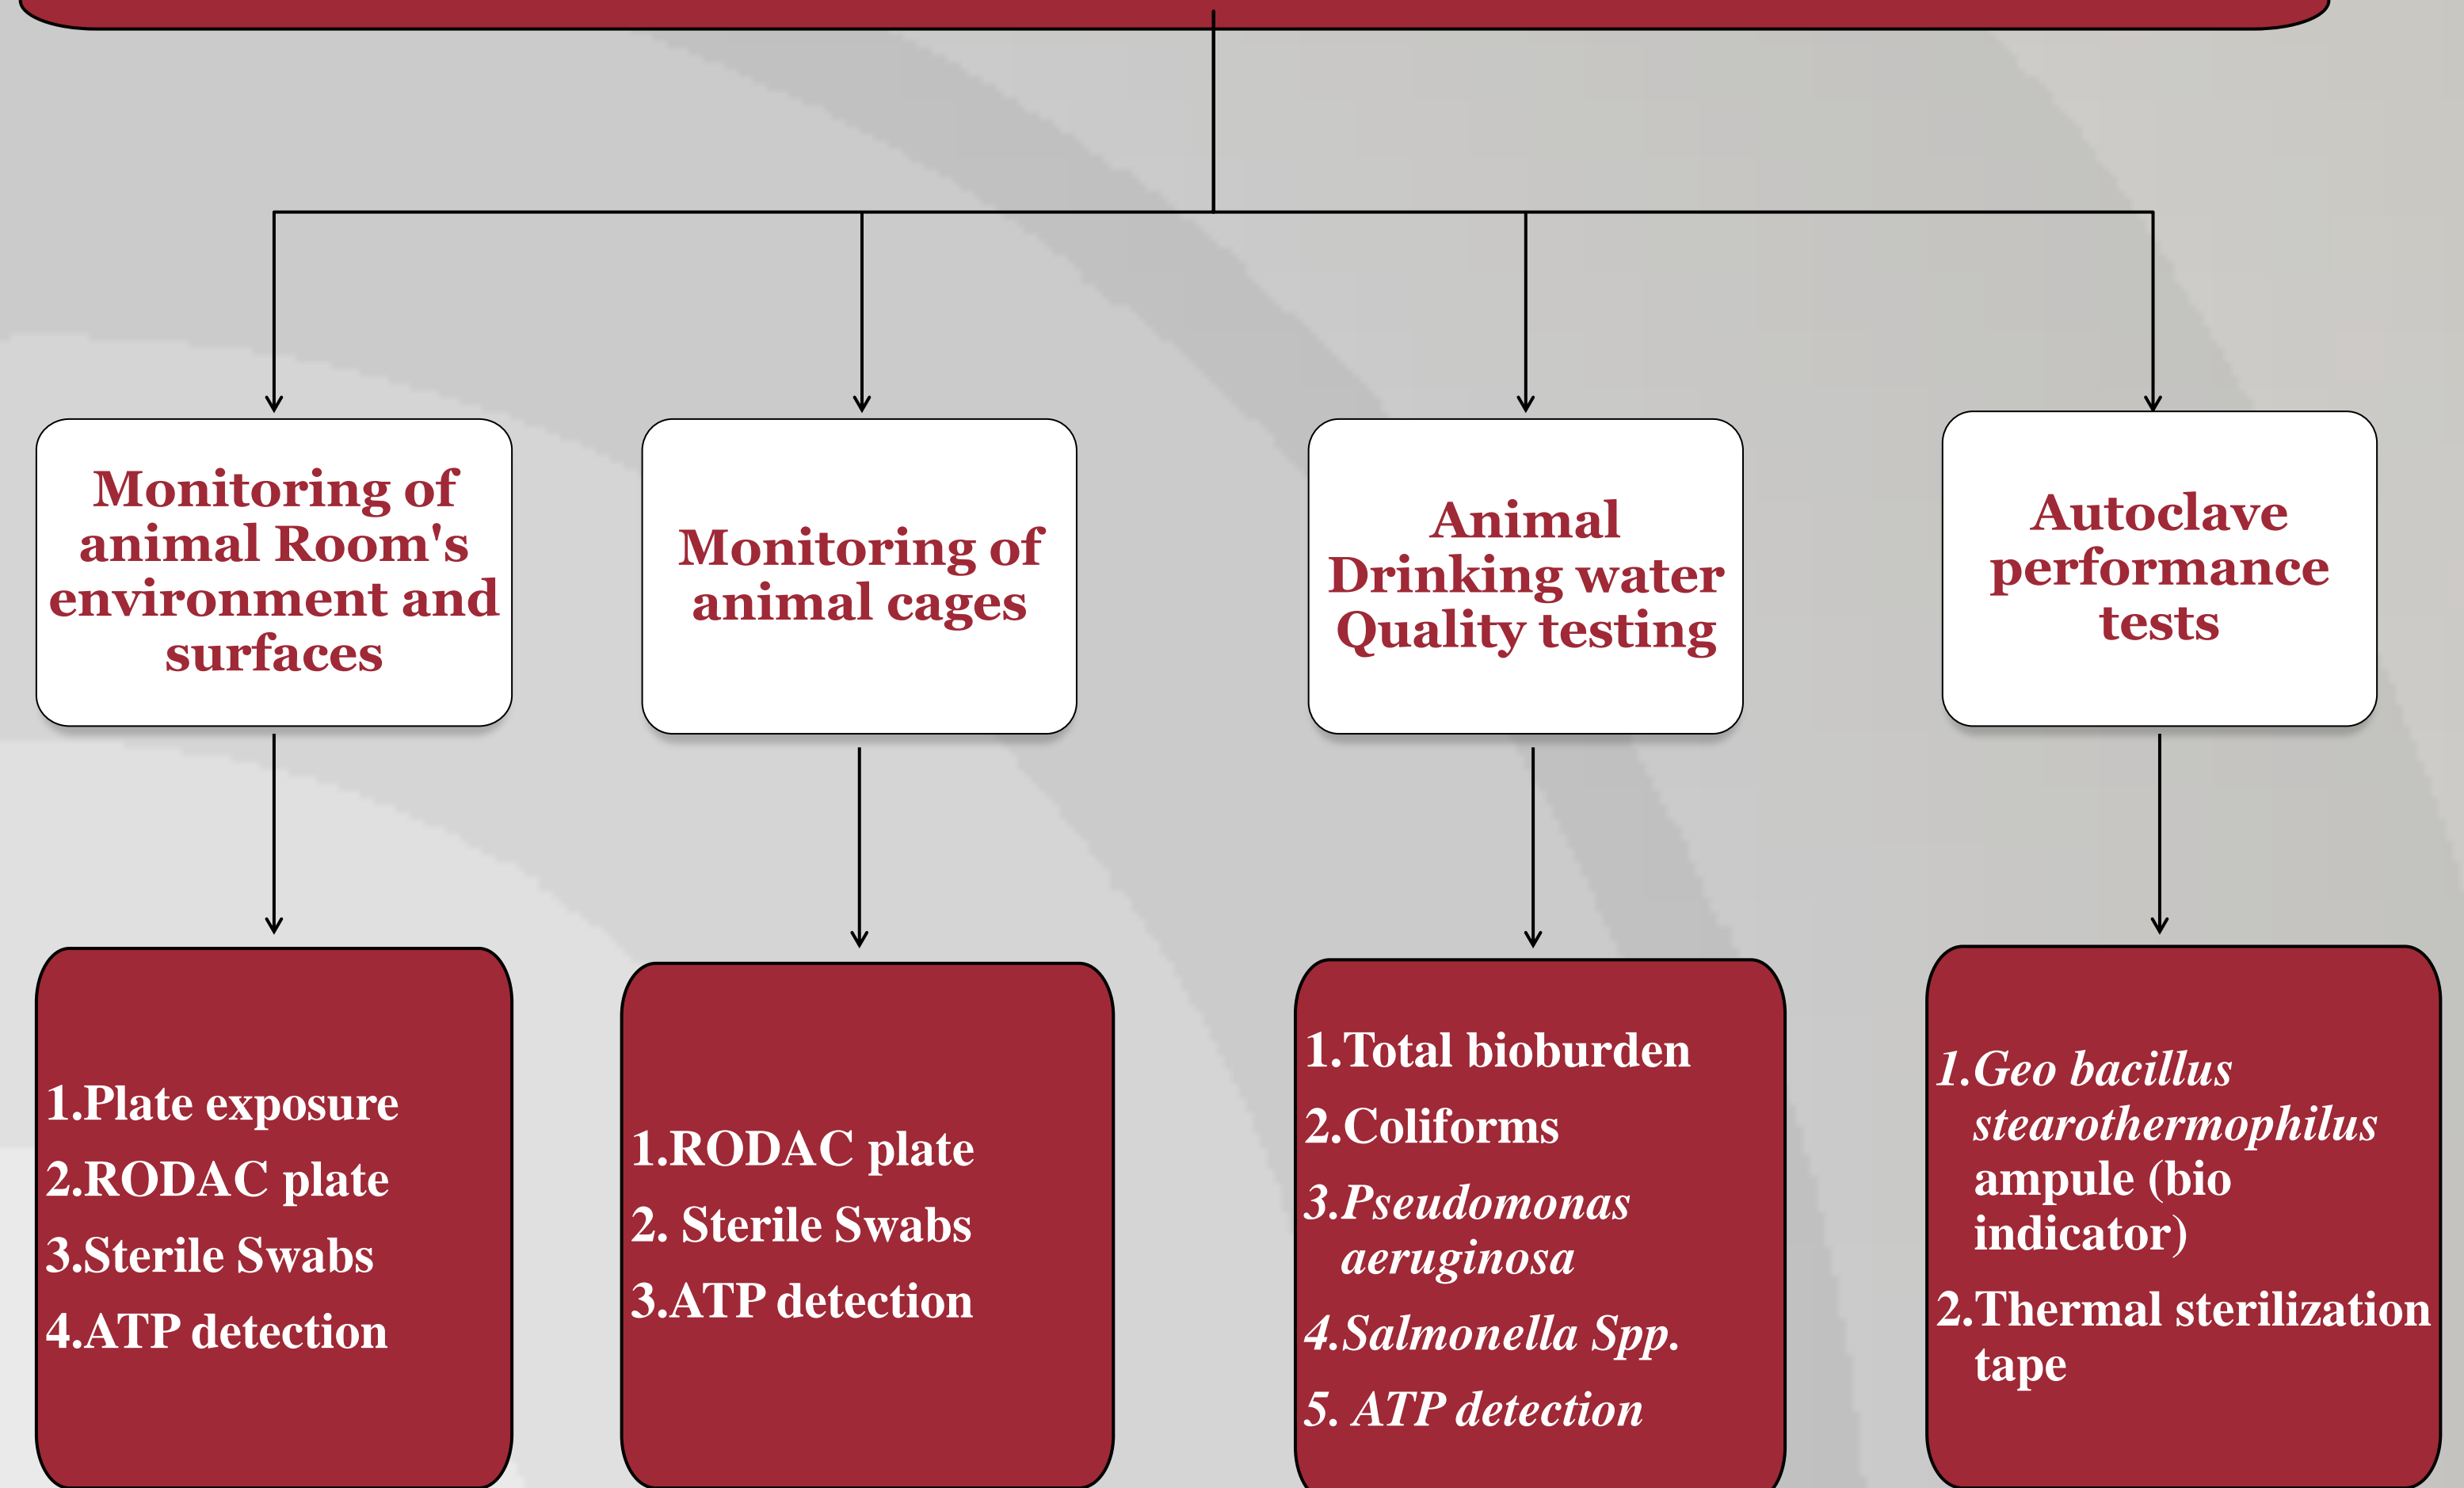 Monitoring of
animal Room's
environment and
surfaces
Monitoring of
animal cages
Animal
Drinking water
Quality testing
Autoclave
performance
tests
1.Plate exposure
2.RODAC plate
3.Sterile Swabs
4.ATP detection
1.RODAC plate
2. Sterile Swabs
3.ATP detection
1.Total bioburden
2.Coliforms
3.Pseudomonas
aeruginosa
4.Salmonella Spp.
5. ATP detection
1.Geo bacillus
stearothermophilus
ampule (bio
indicator)
2.Thermal sterilization
tape